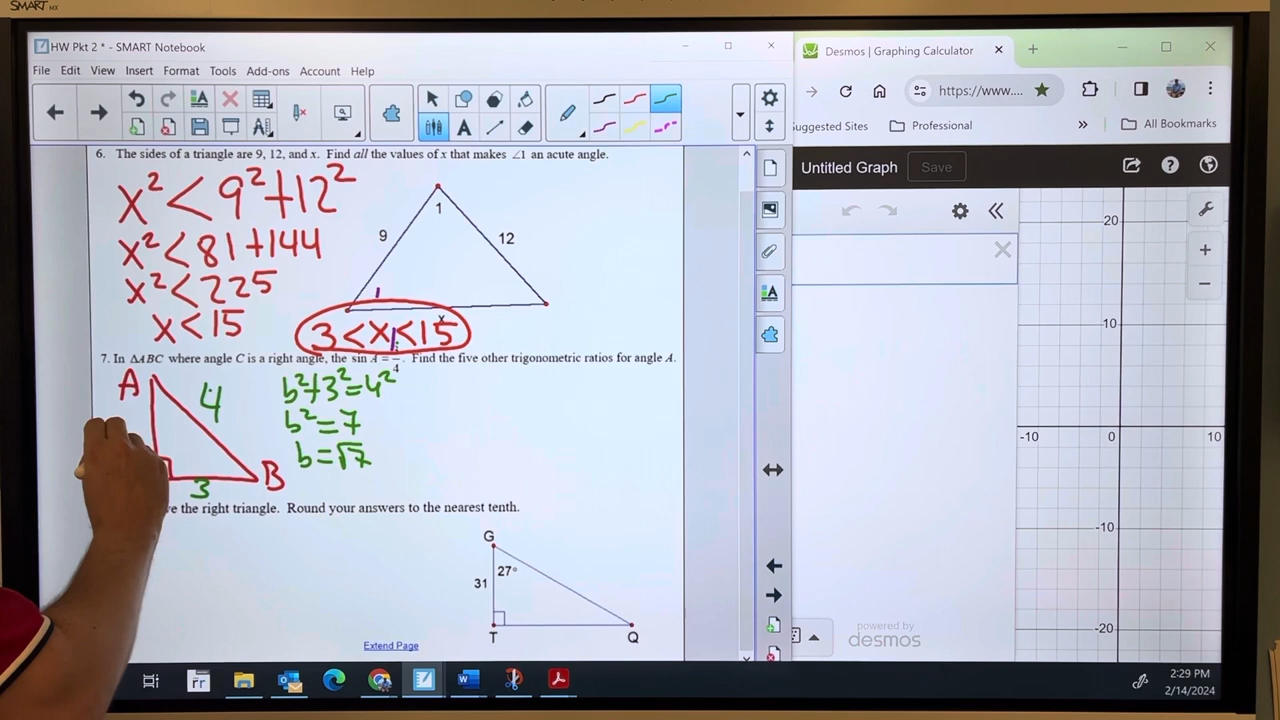 SMART MX
HW Pkt 2 * - SMART Notebook
File Edit View Insert Format Tools Add-ons Account Help
6. The sides of a triangle are 9, 12, and x. Find all the values of x that makes ∠1 an acute angle.
x² < 9² + 12²
x² < 81 + 144
x² < 225
x < 15
1
9
12
x
3 < x < 15
7. In ΔABC where angle C is a right angle, the sin A = /4. Find the five other trigonometric ratios for angle A.
A
4
B
3
b² + 3² = 4²
b² = 7
b = √7
e the right triangle. Round your answers to the nearest tenth.
G
27°
31
T
Q
Extend Page
Desmos | Graphing Calculator
https://www....
uggested Sites
Professional
»
All Bookmarks
Untitled Graph
Save
20
10
-10
0
10
-10
-20
powered by
desmos
2:29 PM
2/14/2024